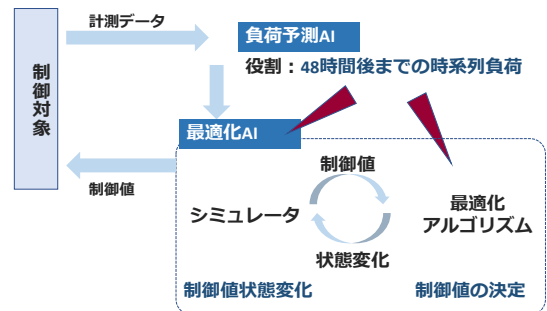 計測データ
負荷予測AI
役割：48時間後までの時系列負荷
制御対象
最適化AI
制御値
制御値
シミュレータ
最適化
アルゴリズム
状態変化
制御値状態変化
制御値の決定